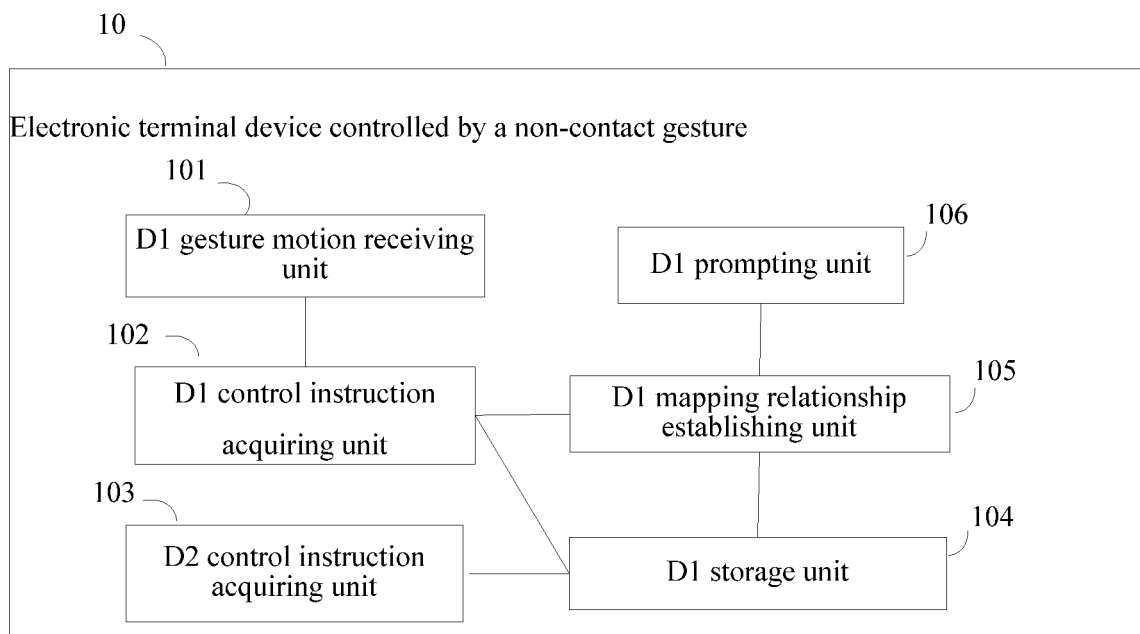 10
Electronic terminal device controlled by a non-contact gesture
101
D1 gesture motion receiving
unit
106
D1 prompting unit
102
D1 control instruction
acquiring unit
105
D1 mapping relationship
establishing unit
103
D2 control instruction
acquiring unit
104
D1 storage unit